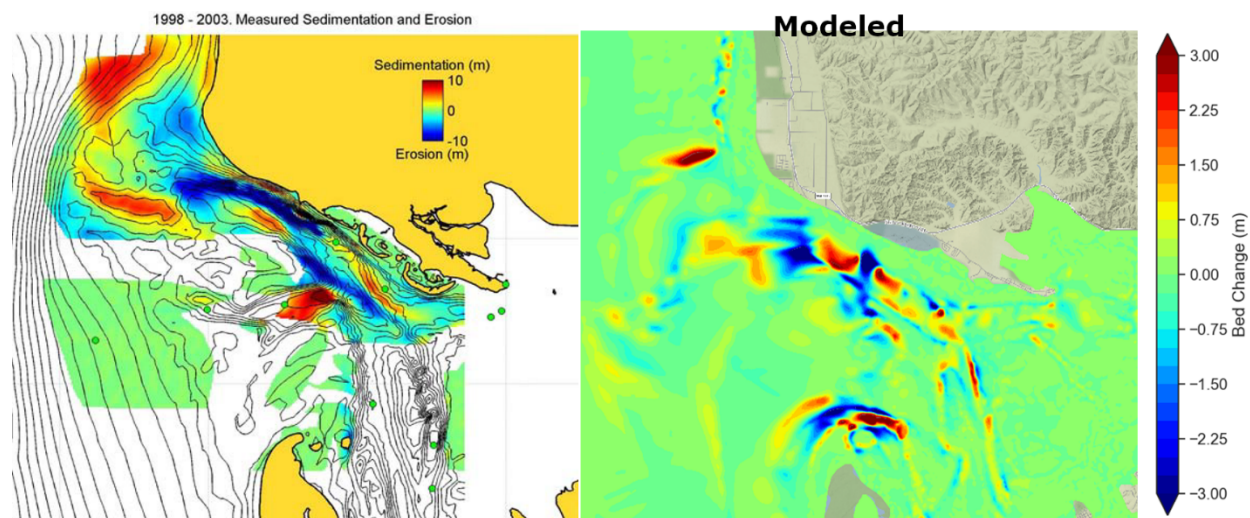 1998 - 2003. Measured Sedimentation and Erosion
Sedimentation (m)
10
0
-10
Erosion (m)
Modeled
3.00
2.25
1.50
0.75
0.00
-0.75
-1.50
-2.25
-3.00
Bed Change (m)